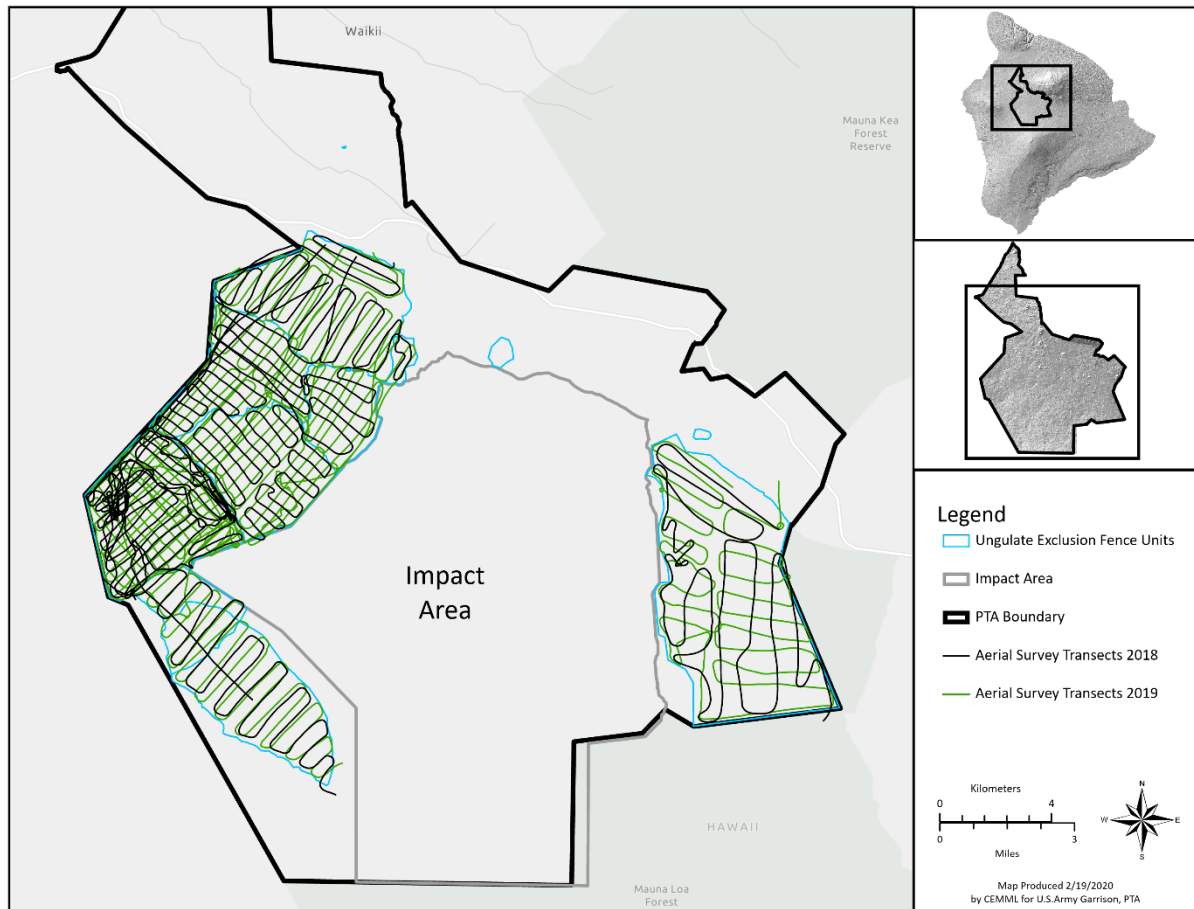 Waikii
Mauna Kea
Forest
Reserve
Impact
Area
HAWAII
Mauna Loa
Forest
Legend
Ungulate Exclusion Fence Units
Impact Area
PTA Boundary
Aerial Survey Transects 2018
Aerial Survey Transects 2019
Kilometers
0 4
0 3
Miles
N
W E
S
Map Produced 2/19/2020
by CEMML for U.S.Army Garrison, PTA